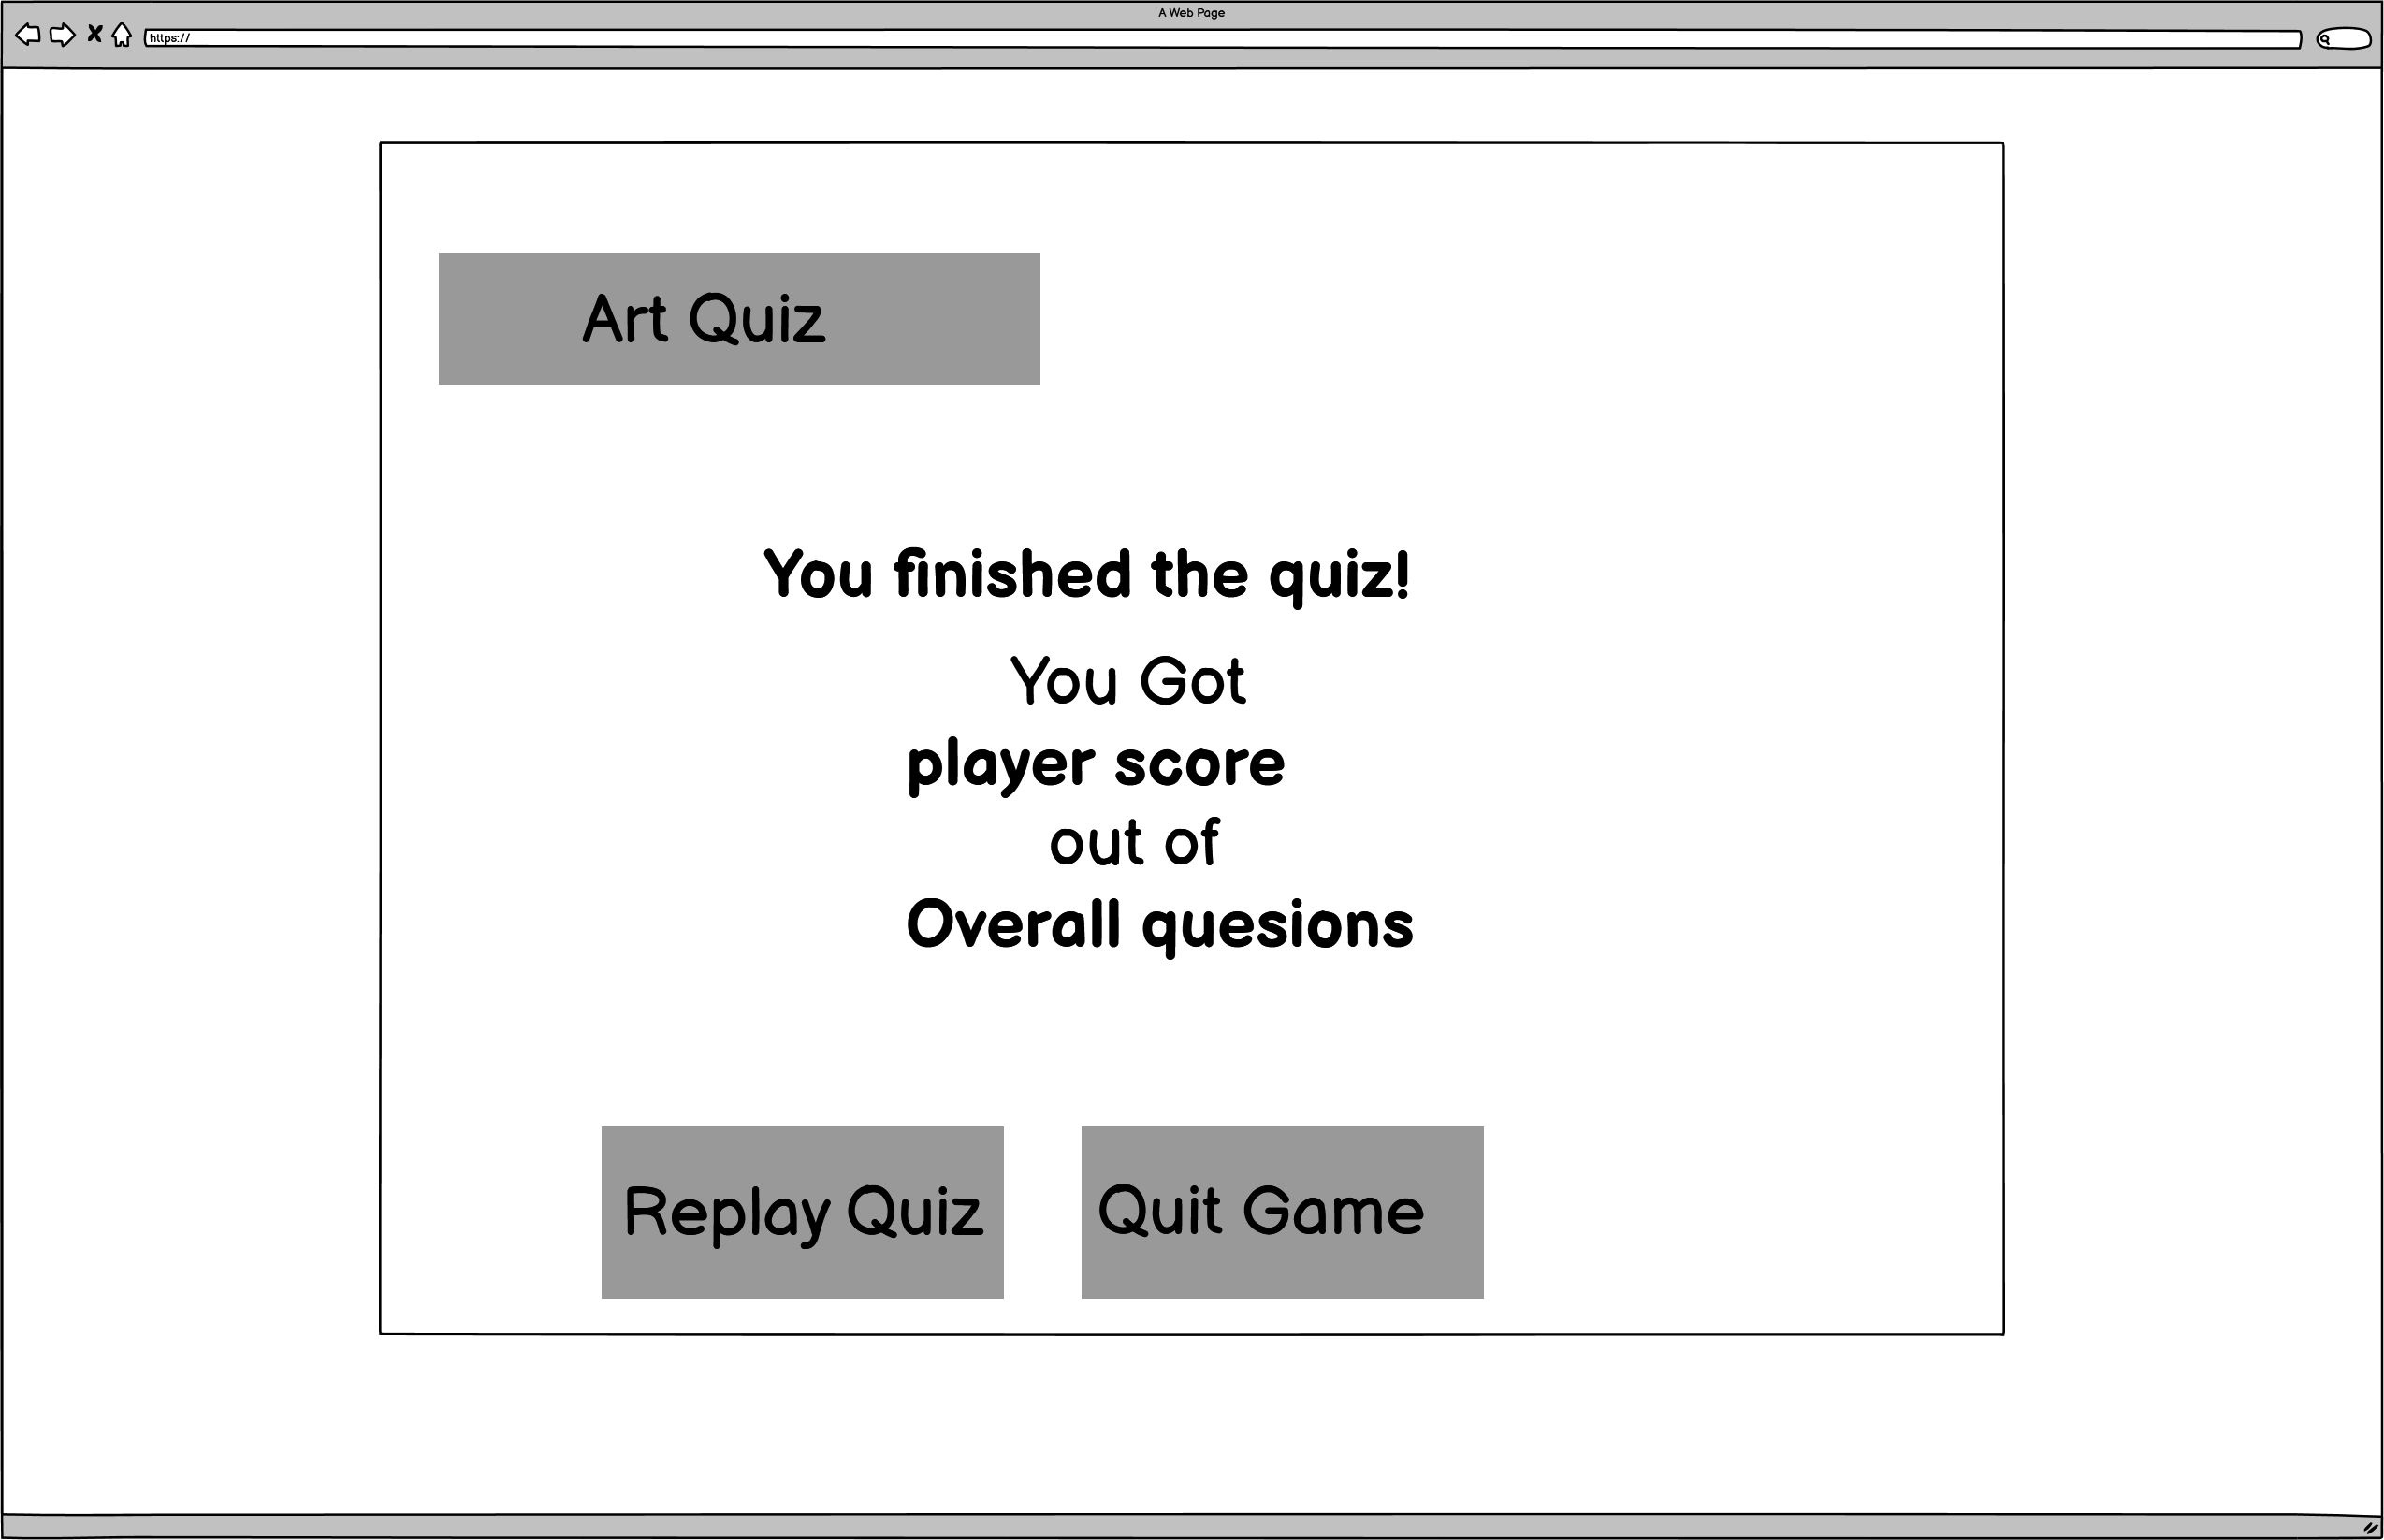 A Web Page
https://
Art Quiz
You finished the quiz!
You Got
player score
out of
Overall quesions
Replay Quiz
Quit Game